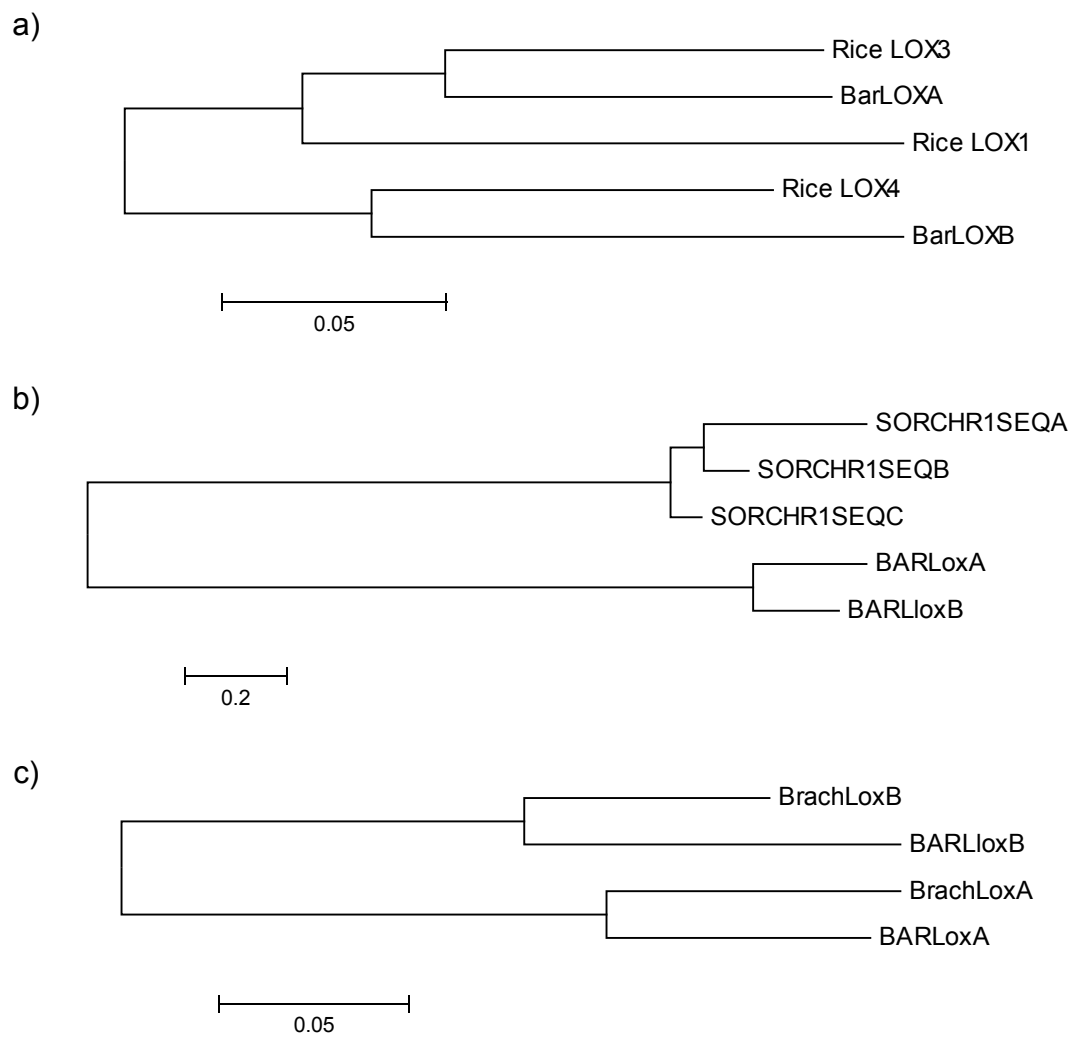 a)
Rice LOX3
BarLOXA
Rice LOX1
Rice LOX4
BarLOXB
0.05
b)
SORCHR1SEQA
SORCHR1SEQB
SORCHR1SEQC
BARLoxA
BARLloxB
0.2
c)
BrachLoxB
BARLloxB
BrachLoxA
BARLoxA
0.05